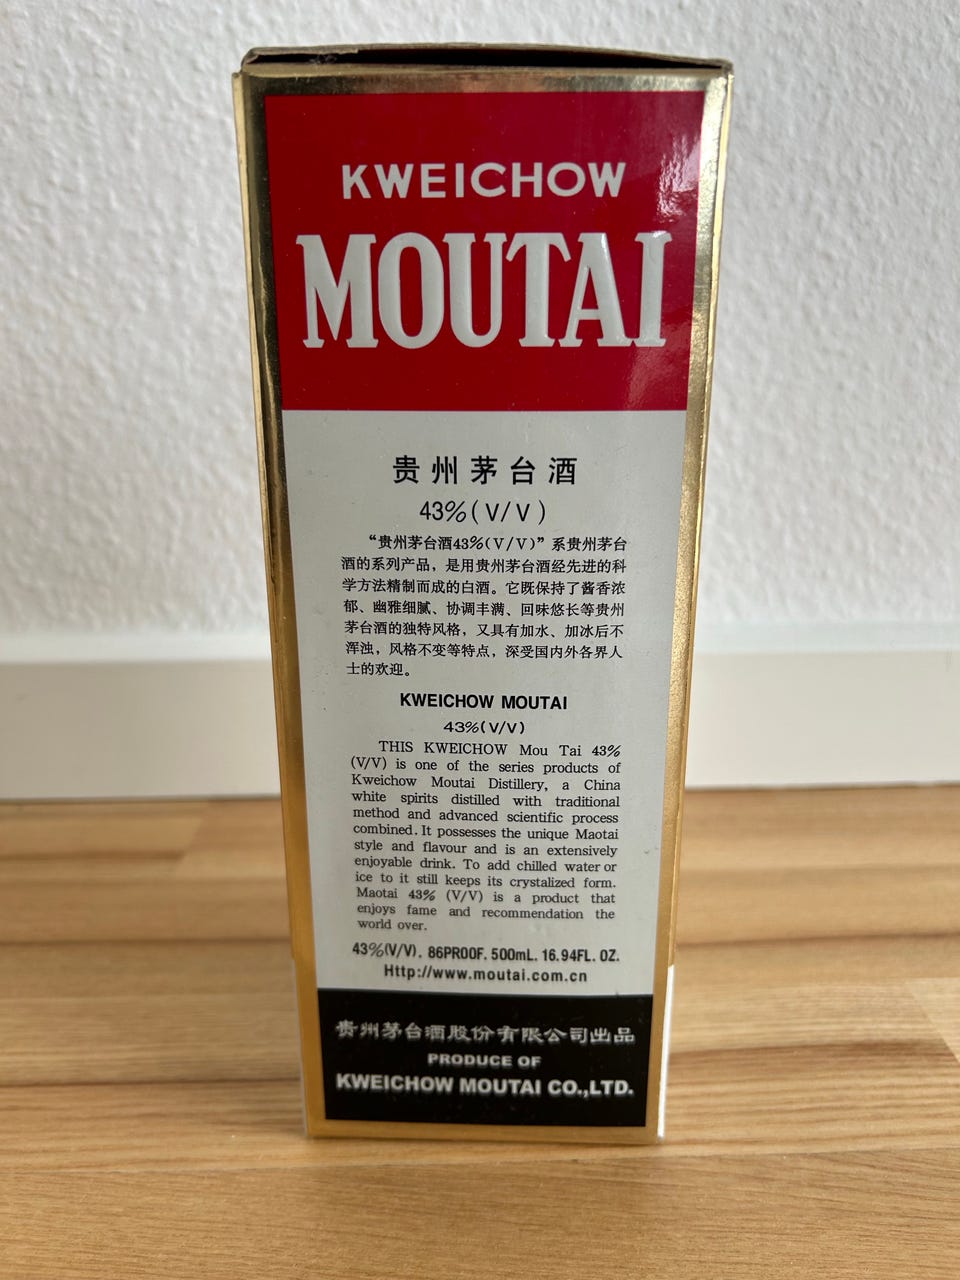 KWEICHOW
MOUTAI
贵州茅台酒
43%(V/V)
“贵州茅台酒43%(V/V)”系贵州茅台
酒的系列产品，是用贵州茅台酒经先进的科
学方法精制而成的白酒。它既保持了酱香浓
郁、幽雅细腻、协调丰满、回味悠长等贵州
茅台酒的独特风格，又具有加水、加冰后不
浑浊，风格不变等特点，深受国内外各界人
士的欢迎。
KWEICHOW MOUTAI
43%(V/V)
THIS KWEICHOW Mou Tai 43%
(V/V) is one of the series products of
Kweichow Moutai Distillery, a China
white spirits distilled with traditional
method and advanced scientific process
combined. It possesses the unique Maotai
style and flavour and is an extensively
enjoyable drink. To add chilled water or
ice to it still keeps its crystalized form.
Maotai 43% (V/V) is a product that
enjoys fame and recommendation the
world over.
43%(V/V). 86PROOF. 500mL. 16.94FL. OZ.
Http://www.moutai.com.cn
贵州茅台酒股份有限公司出品
PRODUCE OF
KWEICHOW MOUTAI CO.,LTD.